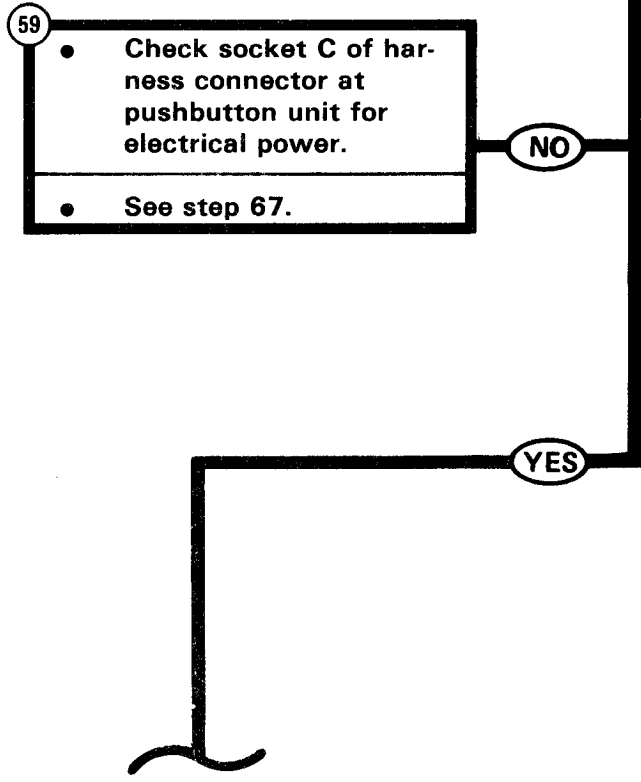 59
• Check socket C of har-
ness connector at
pushbutton unit for
electrical power.
NO
• See step 67.
YES